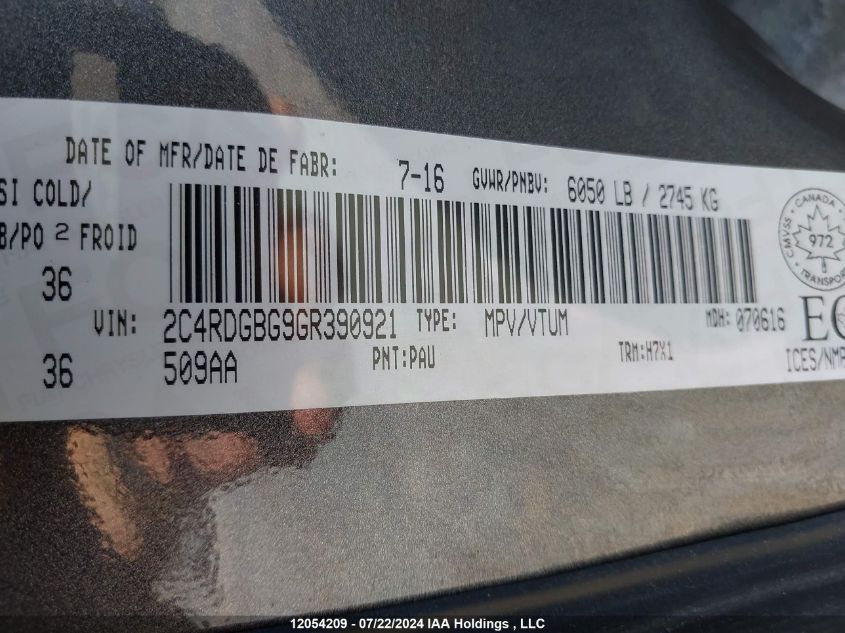 DATE OF MFR/DATE DE FABR: 7-16 GVWR/PNBV: 6050 LB / 2745 KG
SI COLD/
B/PO 2 FROID
36
CMVSS CANADA
972
TRANSPORT
VIN: 2C4RDGBG9GR390921 TYPE: MPV/VTUM MDH: 070616
36 509AA PNT:PAU TRM:H7X1 ICES/NMB
12054209 - 07/22/2024 IAA Holdings , LLC